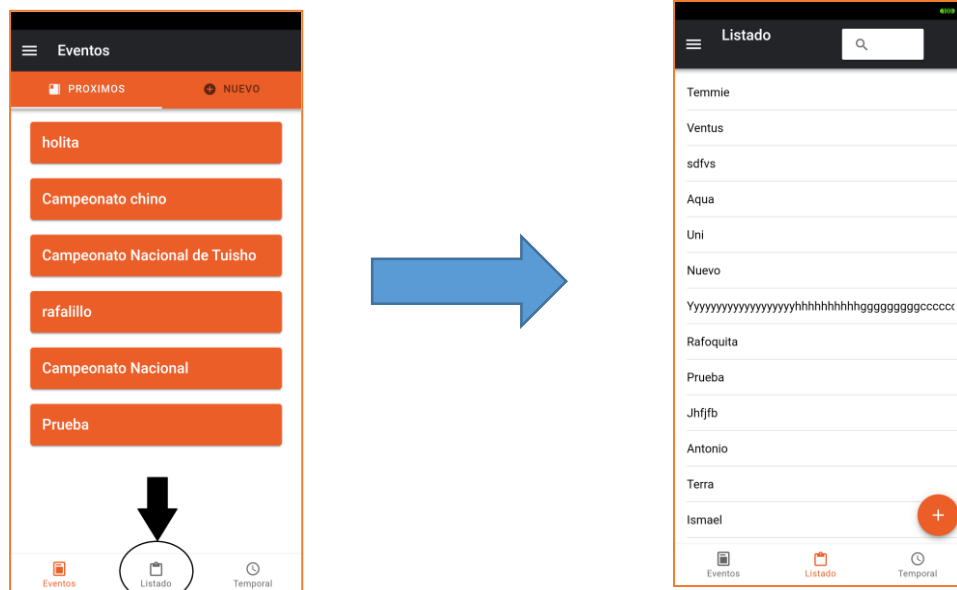 Eventos
PROXIMOS
NUEVO
holita
Campeonato chino
Campeonato Nacional de Tuisho
rafalillo
Campeonato Nacional
Prueba
Eventos
Listado
Temporal
Listado
Temmie
Ventus
sdfvs
Aqua
Uni
Nuevo
Rafoquita
Prueba
Jhfjfb
Antonio
Terra
Ismael
Eventos
Listado
Temporal